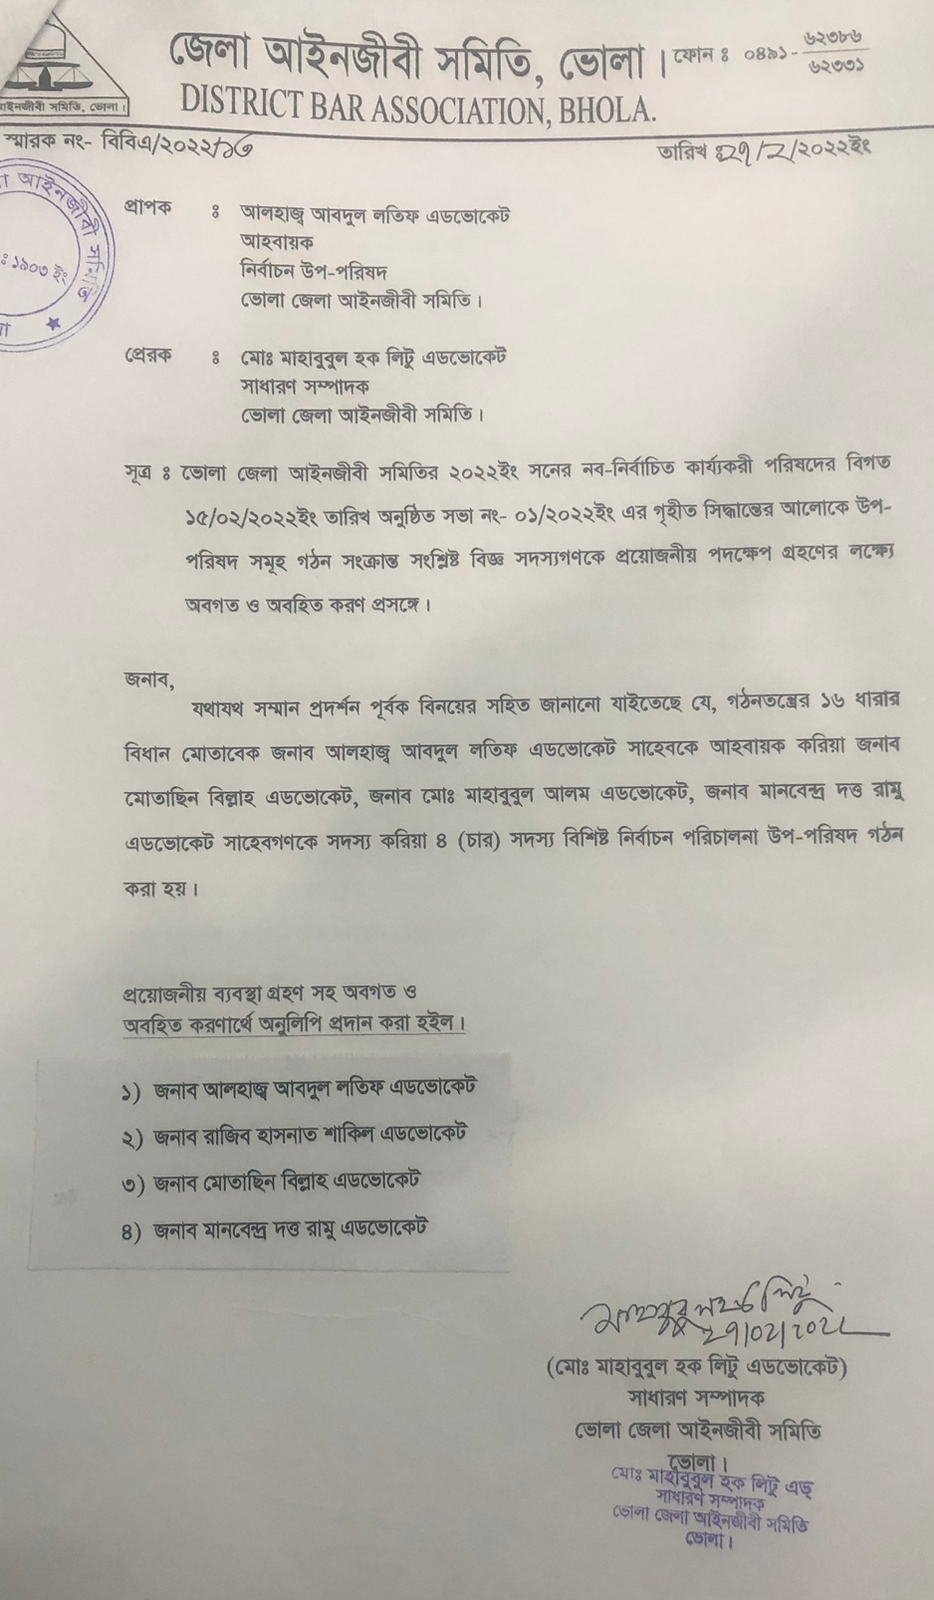 জেলা আইনজীবী সমিতি, ভোলা। ফোন ঃ ০৪৯১-৬২৩৮৬
৬২৩৩১
DISTRICT BAR ASSOCIATION, BHOLA.
আইনজীবী সমিতি, ভোলা।
স্মারক নং- বিবিএ/২০২২/১৩
তারিখ ঃ২৭/২/২০২২ইং
আইনজীবী সমিতি
ঃ ১৯০৩ ইং
প্রাপক ঃ আলহাজ্ব আবদুল লতিফ এডভোকেট
আহবায়ক
নির্বাচন উপ-পরিষদ
ভোলা জেলা আইনজীবী সমিতি।
প্রেরক ঃ মোঃ মাহাবুবুল হক লিটু এডভোকেট
সাধারণ সম্পাদক
ভোলা জেলা আইনজীবী সমিতি।
সূত্র ঃ ভোলা জেলা আইনজীবী সমিতির ২০২২ইং সনের নব-নির্বাচিত কার্য্যকরী পরিষদের বিগত
১৫/০২/২০২২ইং তারিখ অনুষ্ঠিত সভা নং- ০১/২০২২ইং এর গৃহীত সিদ্ধান্তের আলোকে উপ-
পরিষদ সমূহ গঠন সংক্রান্ত সংশ্লিষ্ট বিজ্ঞ সদস্যগণকে প্রয়োজনীয় পদক্ষেপ গ্রহণের লক্ষ্যে
অবগত ও অবহিত করণ প্রসঙ্গে।
জনাব,
যথাযথ সম্মান প্রদর্শন পূর্বক বিনয়ের সহিত জানানো যাইতেছে যে, গঠনতন্ত্রের ১৬ ধারার
বিধান মোতাবেক জনাব আলহাজ্ব আবদুল লতিফ এডভোকেট সাহেবকে আহবায়ক করিয়া জনাব
মোতাছিন বিল্লাহ এডভোকেট, জনাব মোঃ মাহাবুবুল আলম এডভোকেট, জনাব মানবেন্দ্র দত্ত রামু
এডভোকেট সাহেবগণকে সদস্য করিয়া ৪ (চার) সদস্য বিশিষ্ট নির্বাচন পরিচালনা উপ-পরিষদ গঠন
করা হয়।
প্রয়োজনীয় ব্যবস্থা গ্রহণ সহ অবগত ও
অবহিত করণার্থে অনুলিপি প্রদান করা হইল।
১) জনাব আলহাজ্ব আবদুল লতিফ এডভোকেট
২) জনাব রাজিব হাসনাত শাকিল এডভোকেট
৩) জনাব মোতাছিন বিল্লাহ এডভোকেট
৪) জনাব মানবেন্দ্র দত্ত রামু এডভোকেট
মাহাবুবুল হক লিটু
২৭/০২/২০২২
(মোঃ মাহাবুবুল হক লিটু এডভোকেট)
সাধারণ সম্পাদক
ভোলা জেলা আইনজীবী সমিতি
ভোলা।
মোঃ মাহাবুবুল হক লিটু এড্
সাধারণ সম্পাদক
ভোলা জেলা আইনজীবী সমিতি
ভোলা।